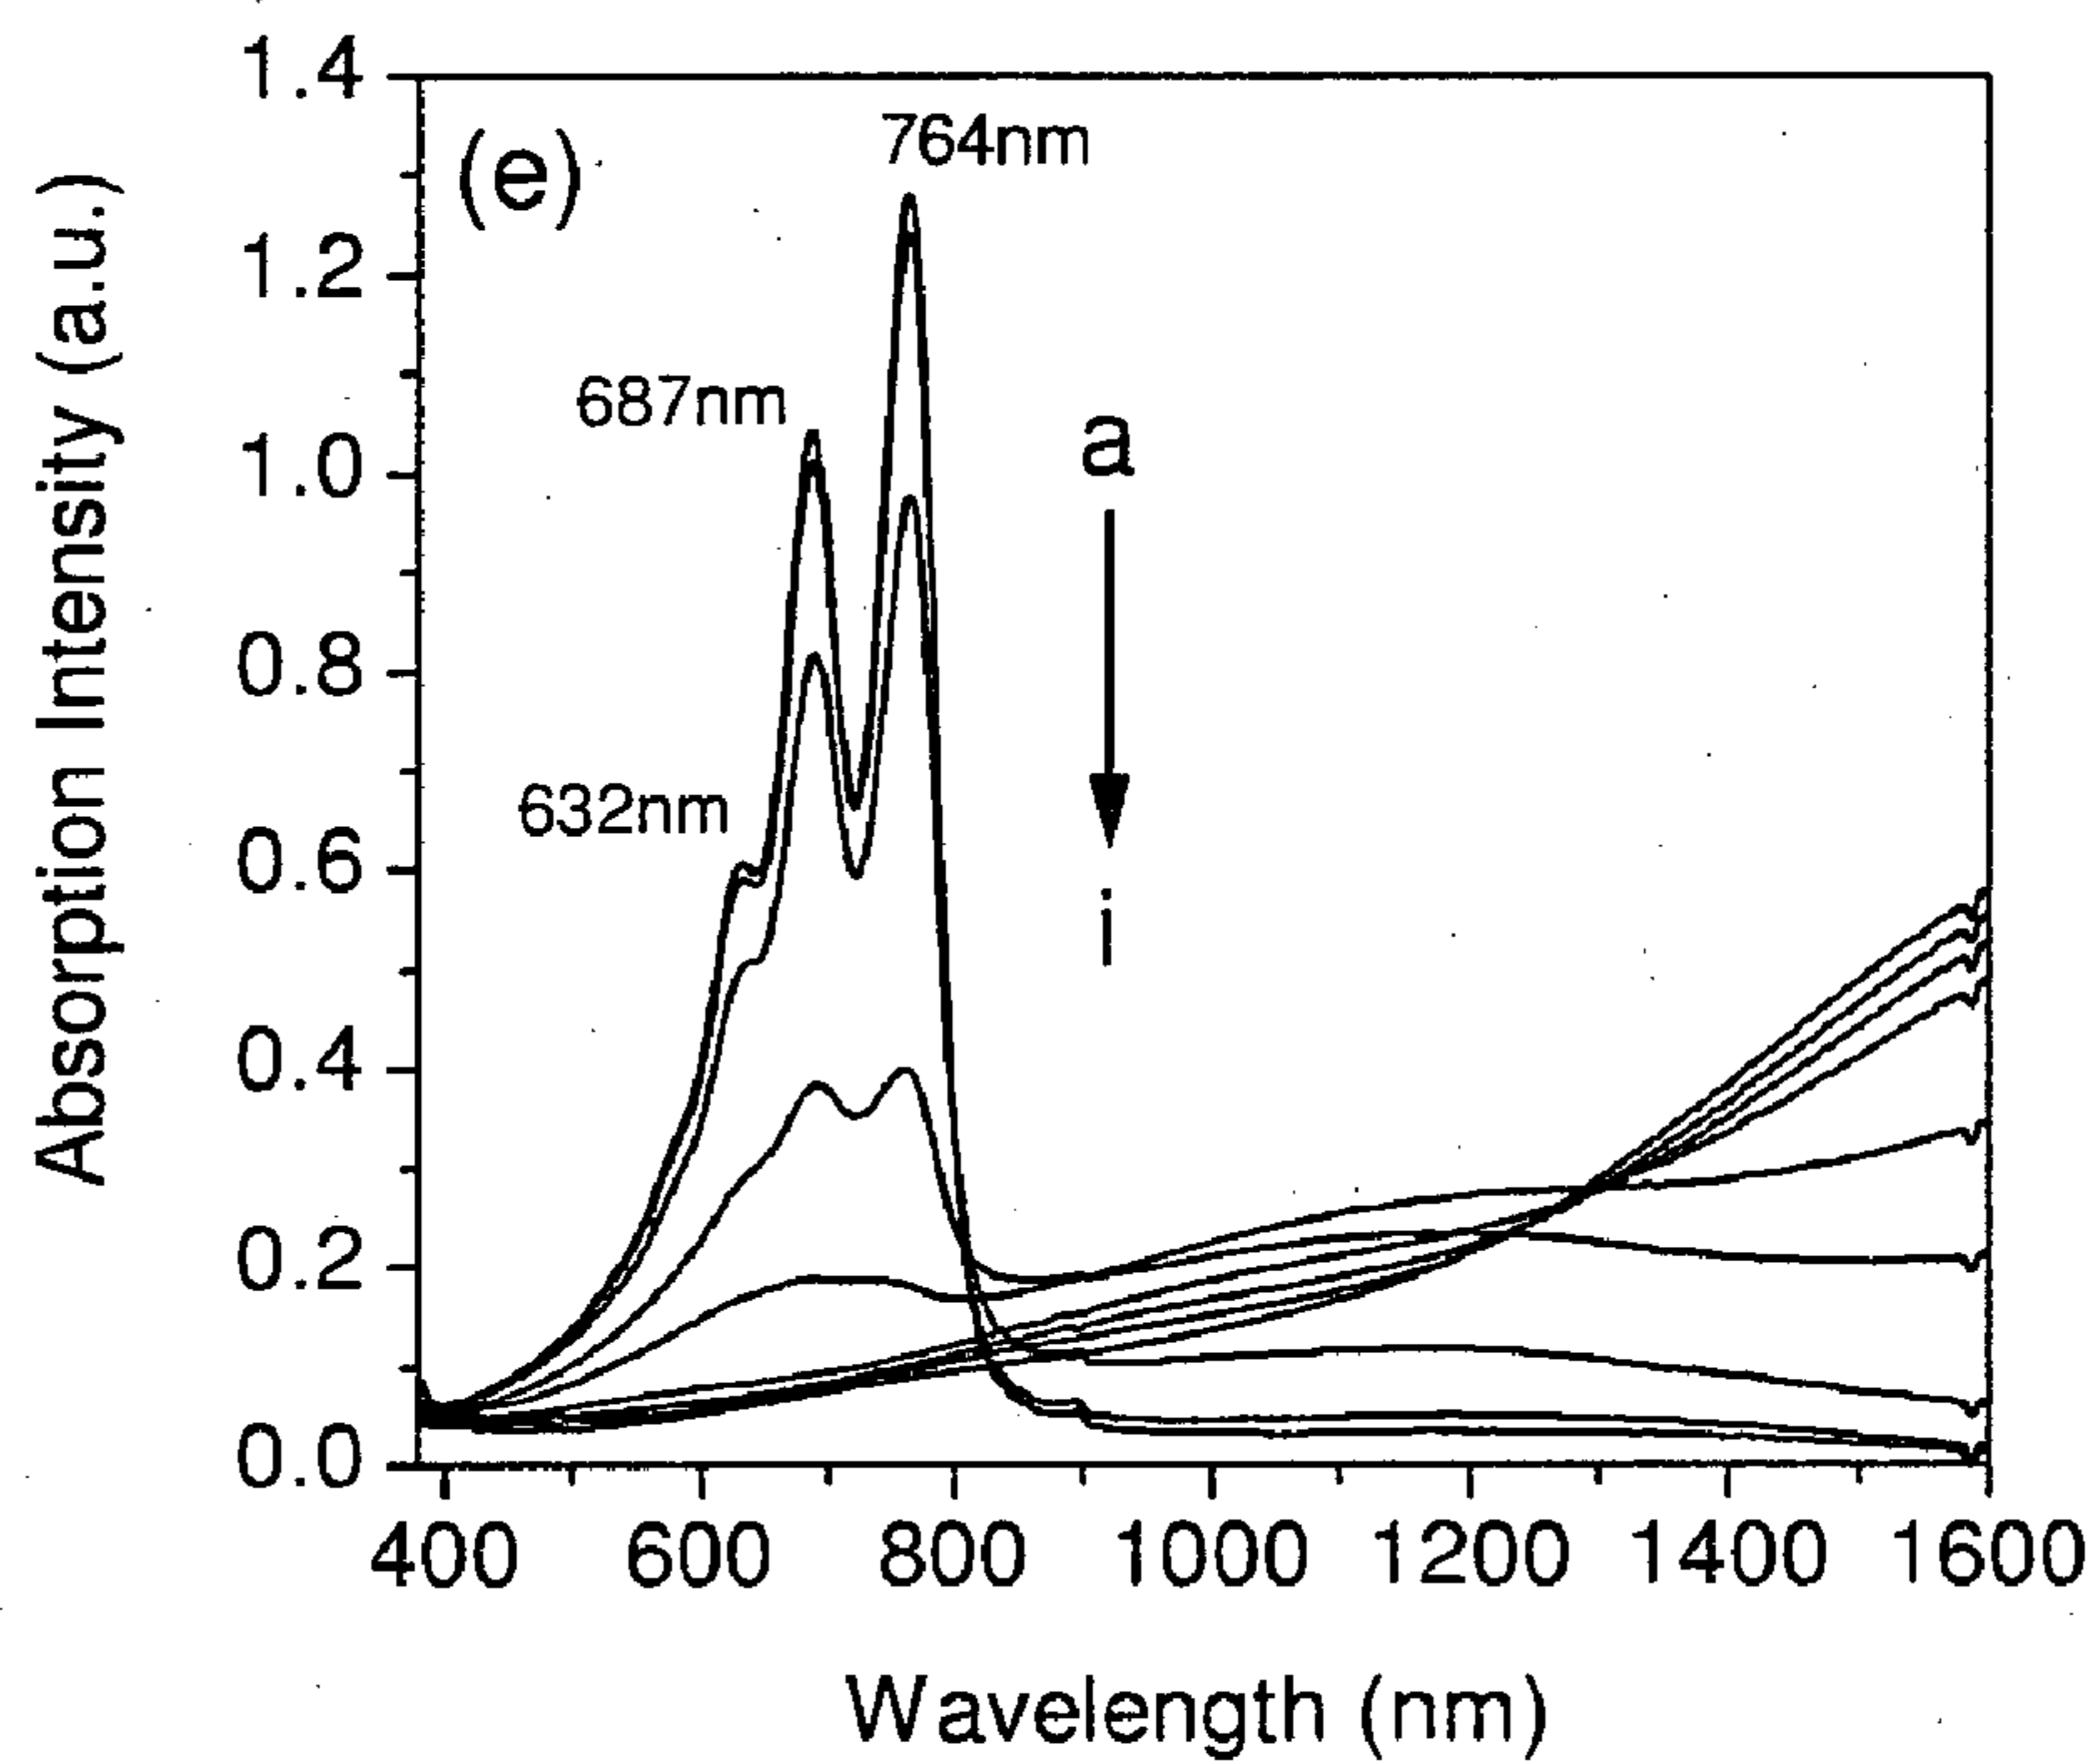 1.4
1.2
1.0
0.8
0.6
0.4
0.2
0.0
Absorption Intensity (a.u.)
(e)
764nm
687nm
632nm
a
i
400 600 800 1000 1200 1400 1600
Wavelength (nm)